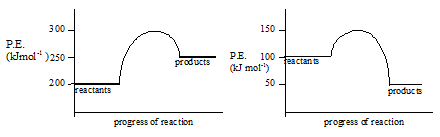 300
P.E.
(kJmol⁻¹)
250
200
reactants
products
progress of reaction
150
P.E.
(kJ mol⁻¹)
100
50
reactants
products
progress of reaction